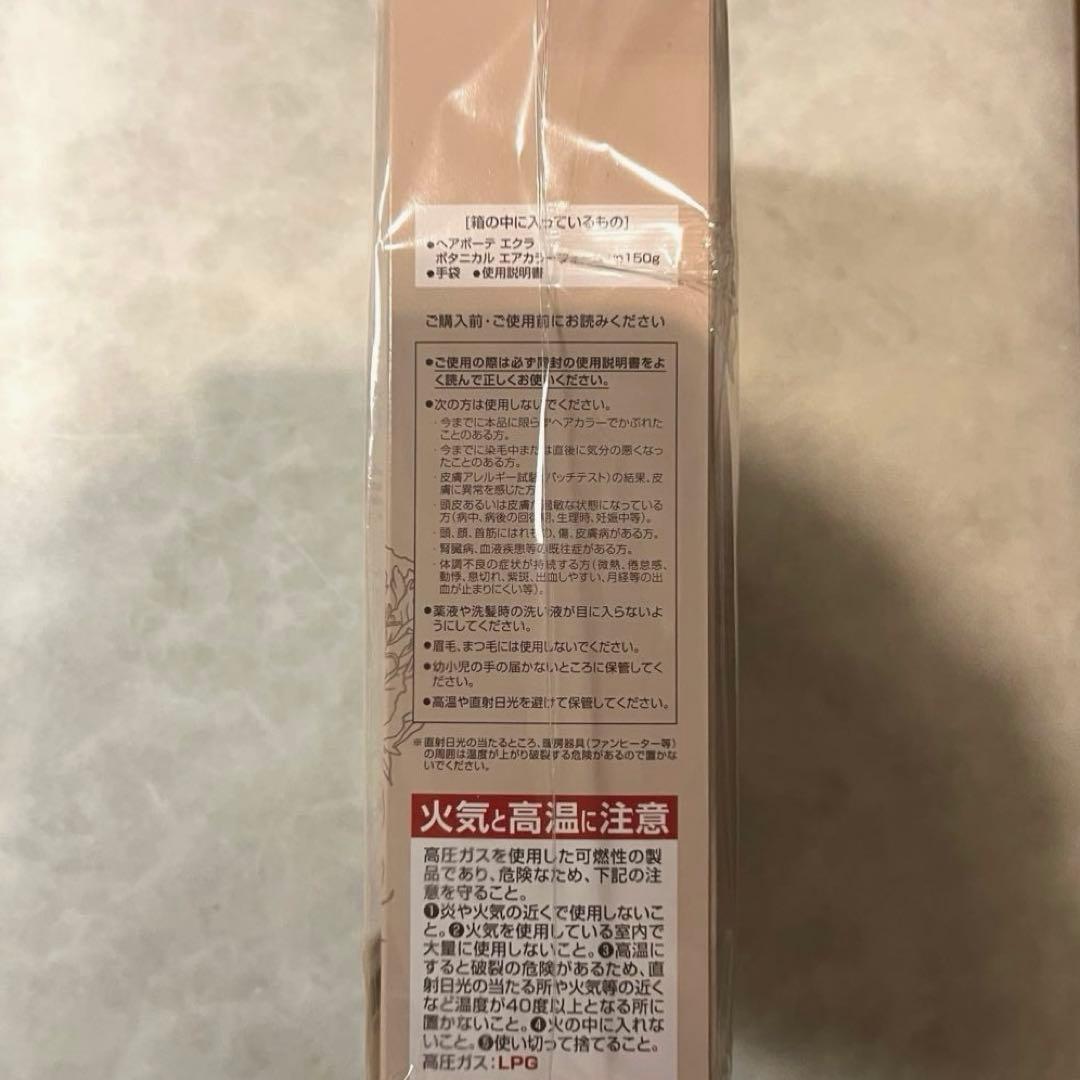 [箱の中に入っているもの]
●ヘアボーテ エクラ
ボタニカル エアカラーフォーム 150g
●手袋 ●使用説明書
ご購入前・ご使用前にお読みください
●ご使用の際は必ず同封の使用説明書をよ
く読んで正しくお使いください。
●次の方は使用しないでください。
・今までに本品に限らずヘアカラーでかぶれた
ことのある方。
・今までに染毛中または直後に気分の悪くなっ
たことのある方。
・皮膚アレルギー試験(パッチテスト)の結果、皮
膚に異常を感じた方。
・頭皮あるいは皮膚が過敏な状態になっている
方(病中、病後の回復期、生理時、妊娠中等)。
・頭、顔、首筋にはれもの、傷、皮膚病がある方。
・腎臓病、血液疾患等の既往症がある方。
・体調不良の症状が持続する方(微熱、倦怠感、
動悸、息切れ、紫斑、出血しやすい、月経等の出
血が止まりにくい等)。
●薬液や洗髪時の洗い液が目に入らないよ
うにしてください。
●眉毛、まつ毛には使用しないでください。
●幼小児の手の届かないところに保管してく
ださい。
●高温や直射日光を避けて保管してください。
※直射日光の当たるところ、暖房器具(ファンヒーター等)
の周囲は温度が上がり破裂する危険があるので置かな
いでください。
火気と高温に注意
高圧ガスを使用した可燃性の製
品であり、危険なため、下記の注
意を守ること。
❶炎や火気の近くで使用しないこ
と。❷火気を使用している室内で
大量に使用しないこと。❸高温に
すると破裂の危険があるため、直
射日光の当たる所や火気等の近く
など温度が40度以上となる所に
置かないこと。❹火の中に入れな
いこと。❺使い切って捨てること。
高圧ガス：LPG